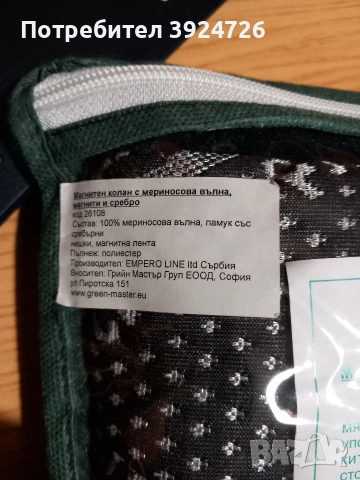 Потребител 3924726
Магнитен колан с мериносова вълна,
магнити и сребро
код 26108
Състав: 100% мериносова вълна, памук със
сребърни
нишки, магнитна лента
Пълнеж: полиестер
Производител: EMPERO LINE ltd Сърбия
Вносител: Грийн Мастър Груп ЕООД, София
ул Пиротска 151
www.green-master.eu
BAZAR